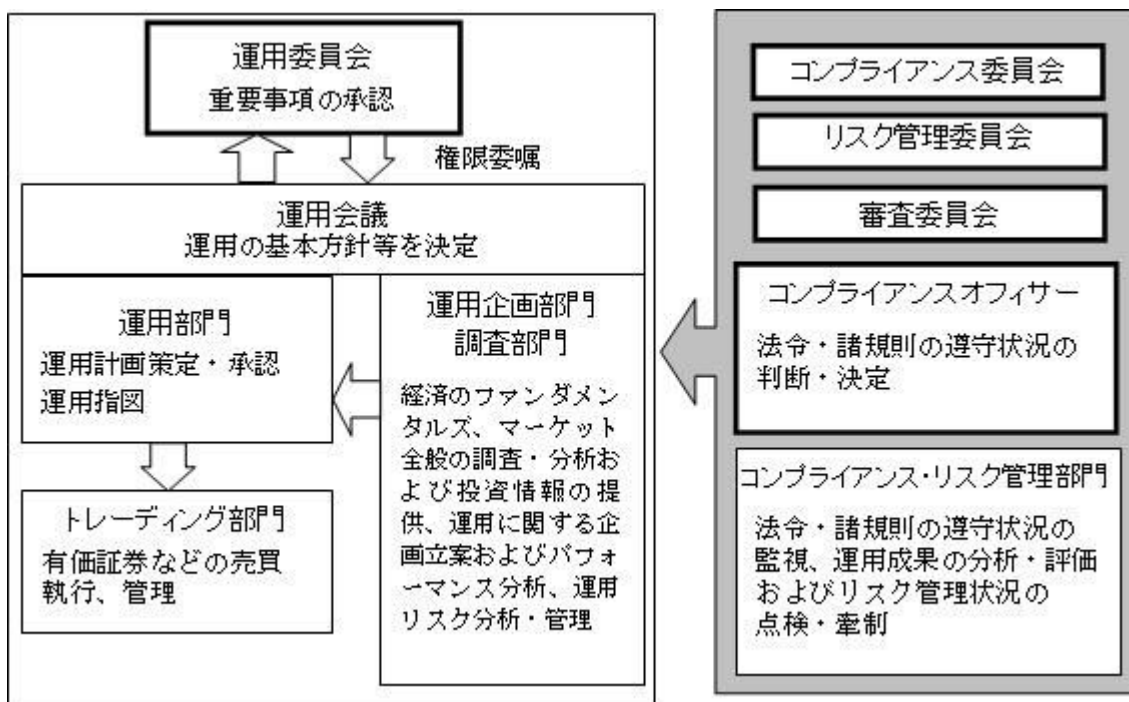 運用委員会
重要事項の承認
権限委嘱
運用会議
運用の基本方針等を決定
運用部門
運用計画策定・承認
運用指図
トレーディング部門
有価証券などの売買
執行、管理
運用企画部門
調査部門
経済のファンダメン
タルズ、マーケット
全般の調査・分析お
よび投資情報の提
供、運用に関する企
画立案およびパフォ
ーマンス分析、運用
リスク分析・管理
コンプライアンス委員会
リスク管理委員会
審査委員会
コンプライアンスオフィサー
法令・諸規則の遵守状況の
判断・決定
コンプライアンス・リスク管理部門
法令・諸規則の遵守状況の
監視、運用成果の分析・評価
およびリスク管理状況の
点検・牽制